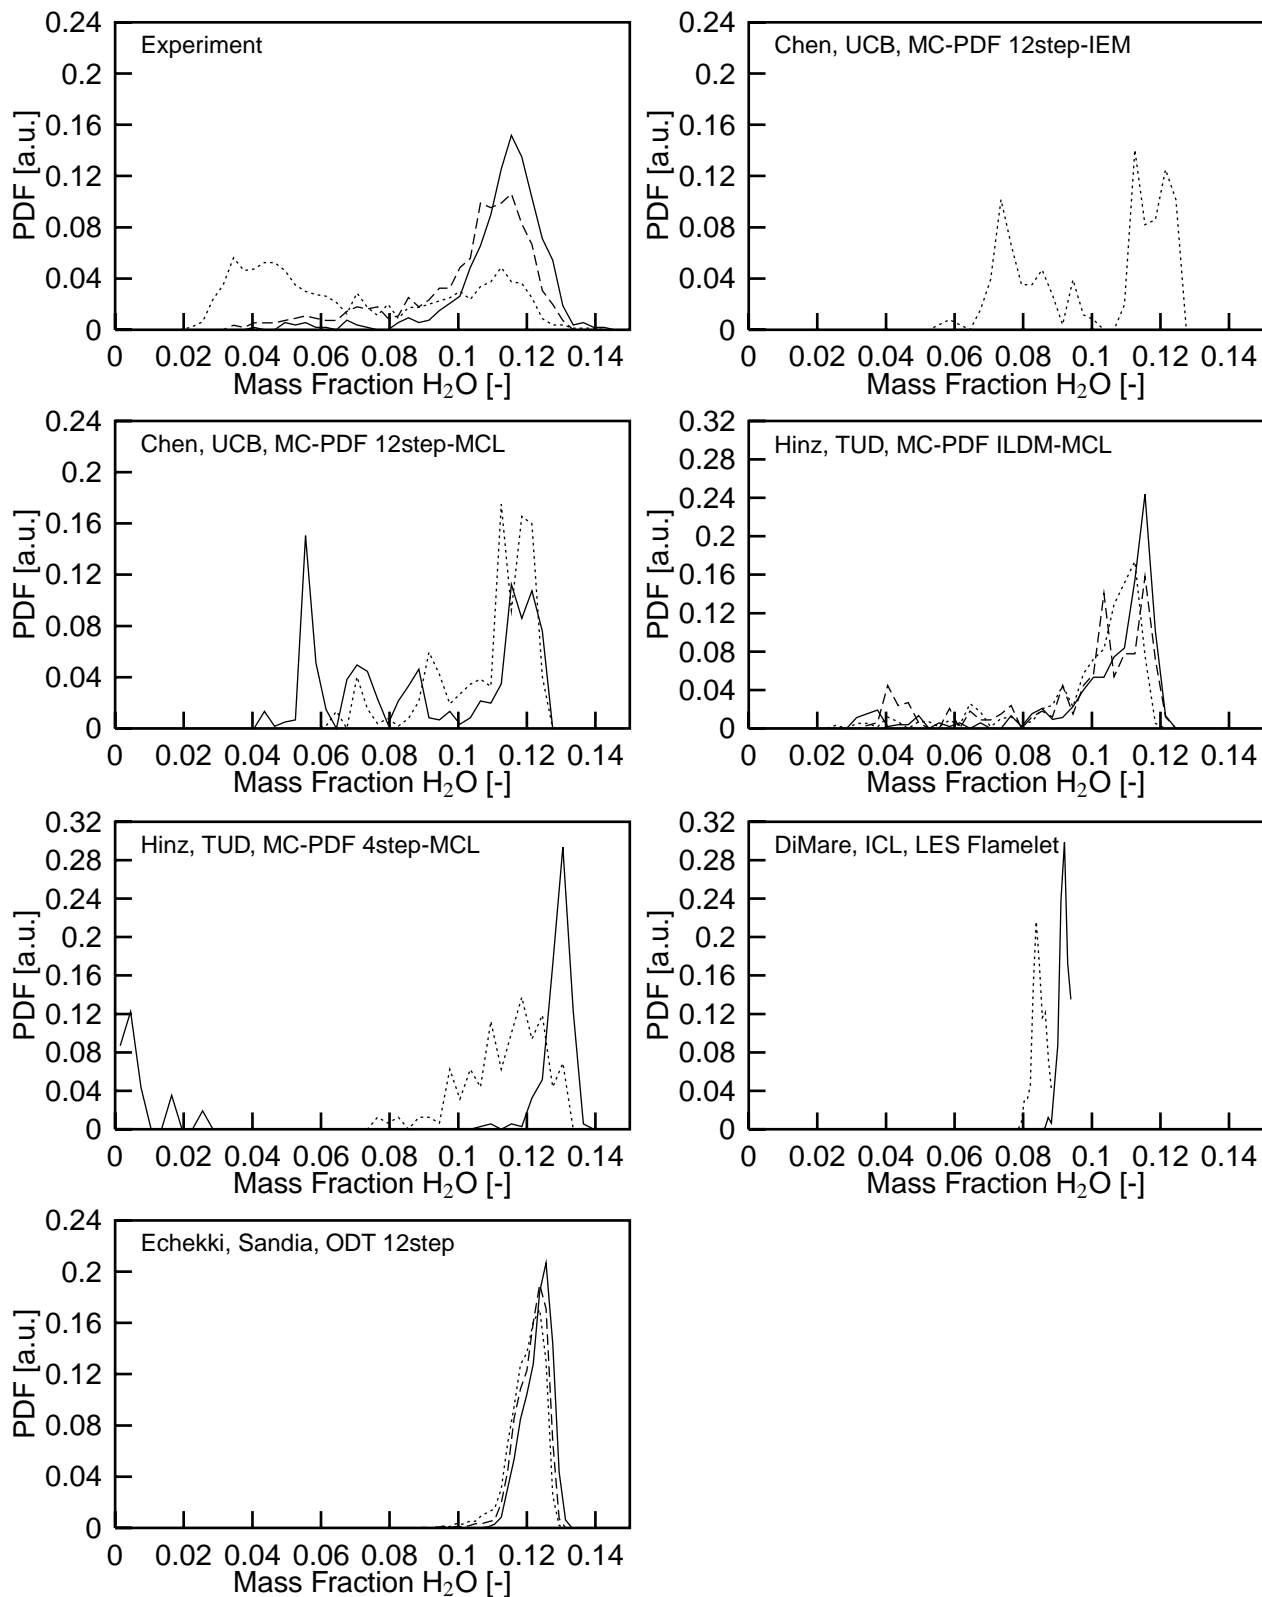 0.24
0.2
0.16
0.12
0.08
0.04
0
PDF [a.u.]
Experiment
0 0.02 0.04 0.06 0.08 0.1 0.12 0.14
Mass Fraction H₂O [-]
0.24
0.2
0.16
0.12
0.08
0.04
0
PDF [a.u.]
Chen, UCB, MC-PDF 12step-IEM
0 0.02 0.04 0.06 0.08 0.1 0.12 0.14
Mass Fraction H₂O [-]
0.24
0.2
0.16
0.12
0.08
0.04
0
PDF [a.u.]
Chen, UCB, MC-PDF 12step-MCL
0 0.02 0.04 0.06 0.08 0.1 0.12 0.14
Mass Fraction H₂O [-]
0.32
0.28
0.24
0.2
0.16
0.12
0.08
0.04
0
PDF [a.u.]
Hinz, TUD, MC-PDF ILDM-MCL
0 0.02 0.04 0.06 0.08 0.1 0.12 0.14
Mass Fraction H₂O [-]
0.32
0.28
0.24
0.2
0.16
0.12
0.08
0.04
0
PDF [a.u.]
Hinz, TUD, MC-PDF 4step-MCL
0 0.02 0.04 0.06 0.08 0.1 0.12 0.14
Mass Fraction H₂O [-]
0.32
0.28
0.24
0.2
0.16
0.12
0.08
0.04
0
PDF [a.u.]
DiMare, ICL, LES Flamelet
0 0.02 0.04 0.06 0.08 0.1 0.12 0.14
Mass Fraction H₂O [-]
0.24
0.2
0.16
0.12
0.08
0.04
0
PDF [a.u.]
Echekki, Sandia, ODT 12step
0 0.02 0.04 0.06 0.08 0.1 0.12 0.14
Mass Fraction H₂O [-]